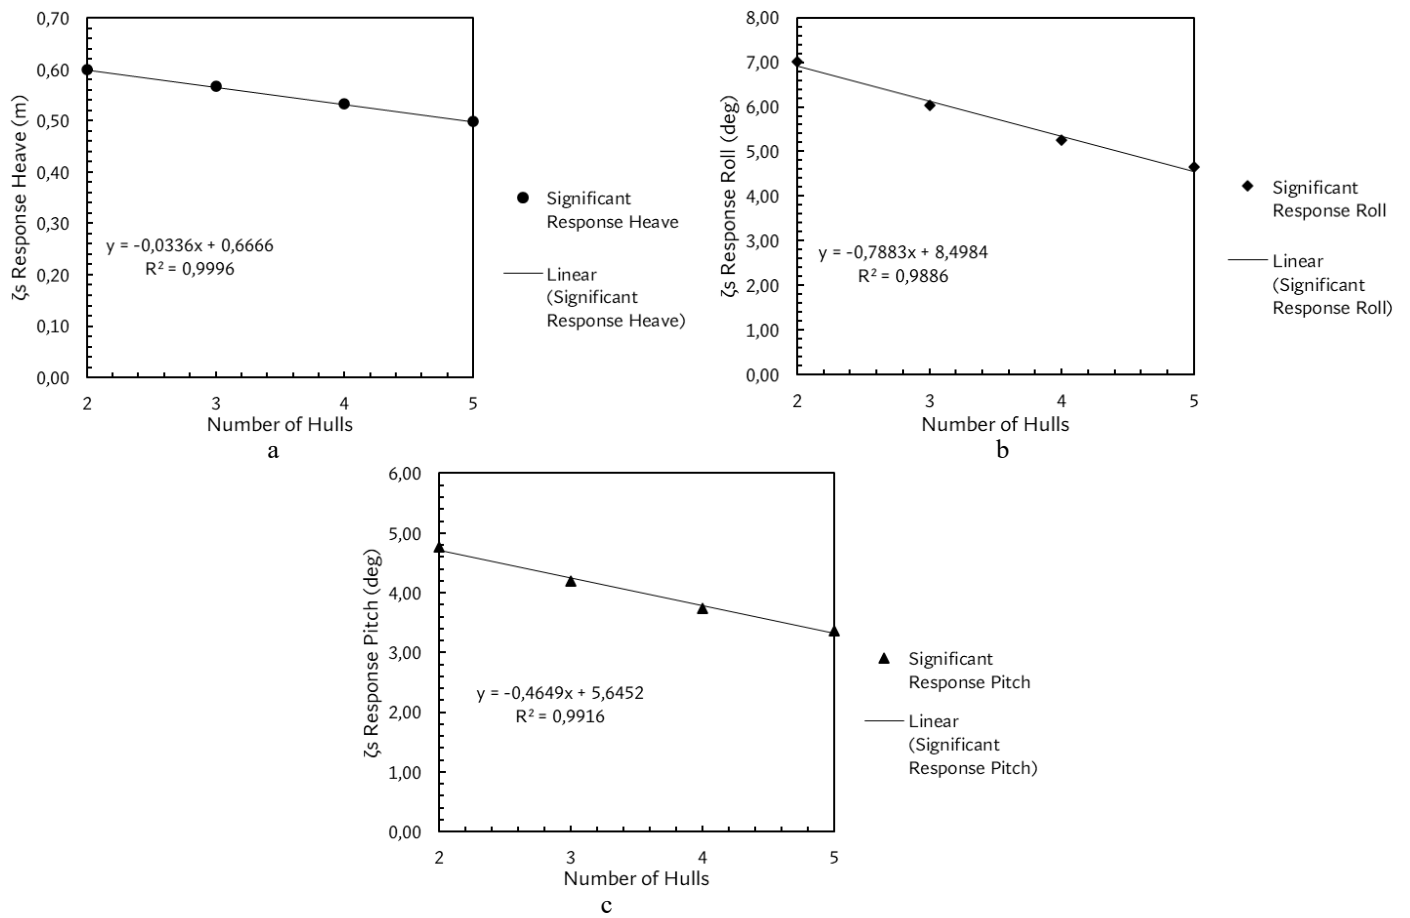 0,70
0,60
0,50
0,40
0,30
0,20
0,10
0,00
ζs Response Heave (m)
y = -0,0336x + 0,6666
R² = 0,9996
2 3 4 5
Number of Hulls
Significant
Response Heave
Linear
(Significant
Response Heave)
a
8,00
7,00
6,00
5,00
4,00
3,00
2,00
1,00
0,00
ζs Response Roll (deg)
y = -0,7883x + 8,4984
R² = 0,9886
2 3 4 5
Number of Hulls
Significant
Response Roll
Linear
(Significant
Response Roll)
b
6,00
5,00
4,00
3,00
2,00
1,00
0,00
ζs Response Pitch (deg)
y = -0,4649x + 5,6452
R² = 0,9916
2 3 4 5
Number of Hulls
Significant
Response Pitch
Linear
(Significant
Response Pitch)
c